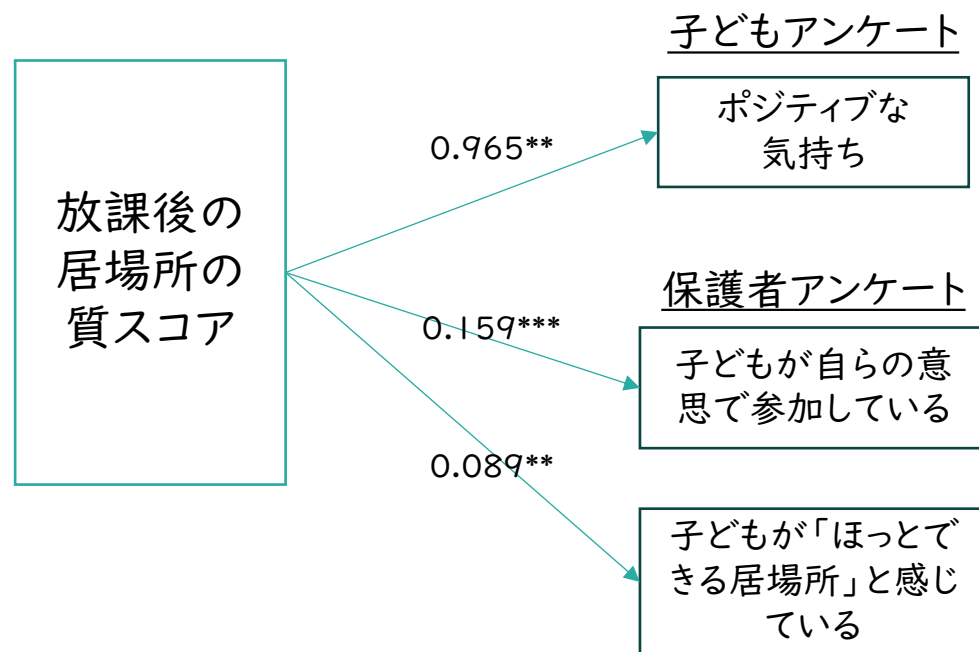 子どもアンケート
ポジティブな
気持ち
0.965**
放課後の
居場所の
質スコア
保護者アンケート
0.159***
子どもが自らの意
思で参加している
0.089**
子どもが「ほっとで
きる居場所」と感じ
ている